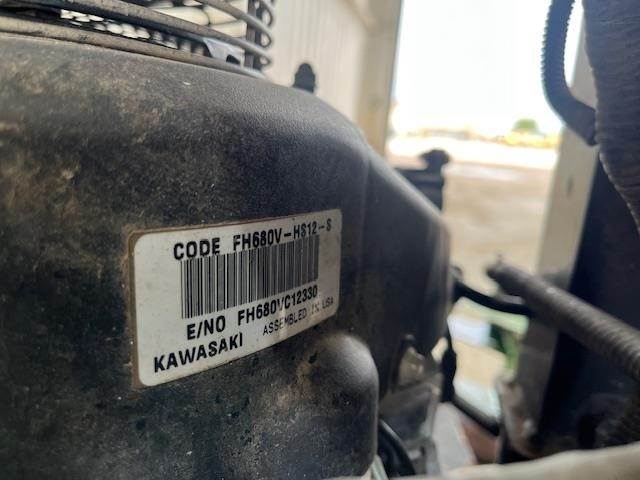 CODE FH680V-HS12-S
E/NO FH680VC12330
KAWASAKI ASSEMBLED IN USA